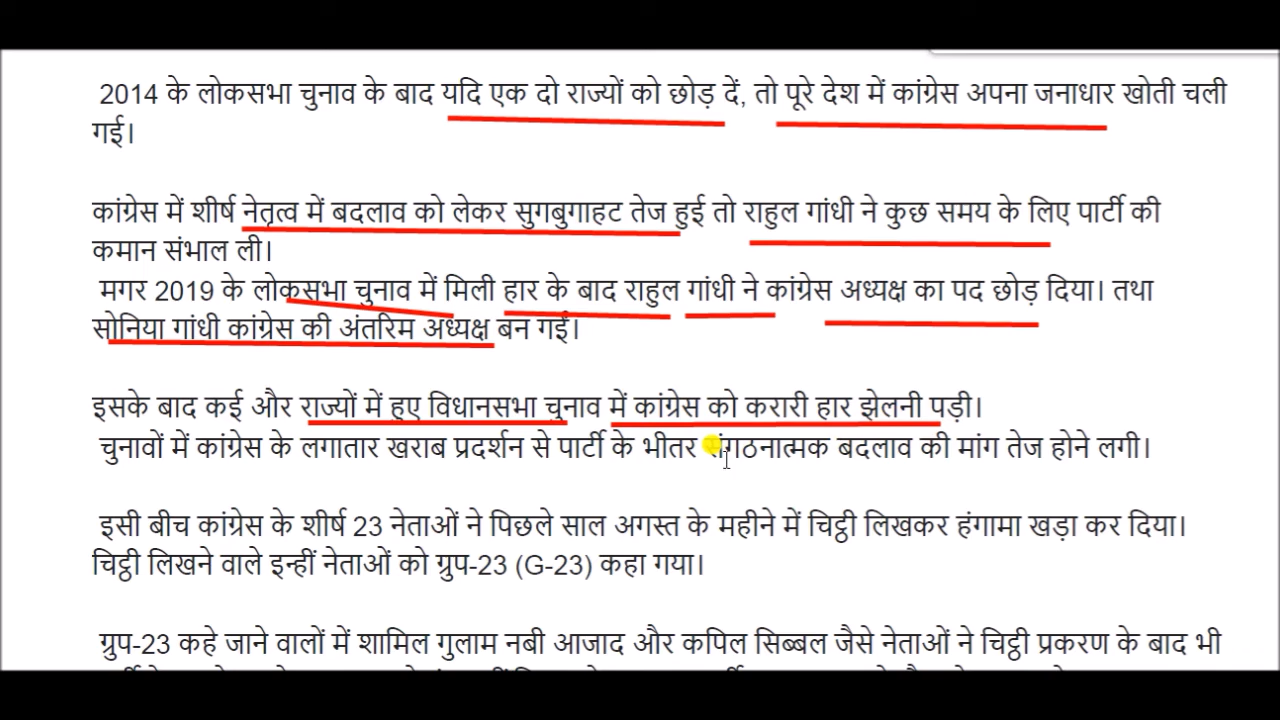 2014 के लोकसभा चुनाव के बाद यदि एक दो राज्यों को छोड़ दें, तो पूरे देश में कांग्रेस अपना जनाधार खोती चली
गई।
कांग्रेस में शीर्ष नेतृत्व में बदलाव को लेकर सुगबुगाहट तेज हुई तो राहुल गांधी ने कुछ समय के लिए पार्टी की
कमान संभाल ली।
मगर 2019 के लोकसभा चुनाव में मिली हार के बाद राहुल गांधी ने कांग्रेस अध्यक्ष का पद छोड़ दिया। तथा
सोनिया गांधी कांग्रेस की अंतरिम अध्यक्ष बन गईं।
इसके बाद कई और राज्यों में हुए विधानसभा चुनाव में कांग्रेस को करारी हार झेलनी पड़ी।
चुनावों में कांग्रेस के लगातार खराब प्रदर्शन से पार्टी के भीतर संगठनात्मक बदलाव की मांग तेज होने लगी।
इसी बीच कांग्रेस के शीर्ष 23 नेताओं ने पिछले साल अगस्त के महीने में चिट्ठी लिखकर हंगामा खड़ा कर दिया।
चिट्ठी लिखने वाले इन्हीं नेताओं को ग्रुप-23 (G-23) कहा गया।
ग्रुप-23 कहे जाने वालों में शामिल गुलाम नबी आजाद और कपिल सिब्बल जैसे नेताओं ने चिट्ठी प्रकरण के बाद भी